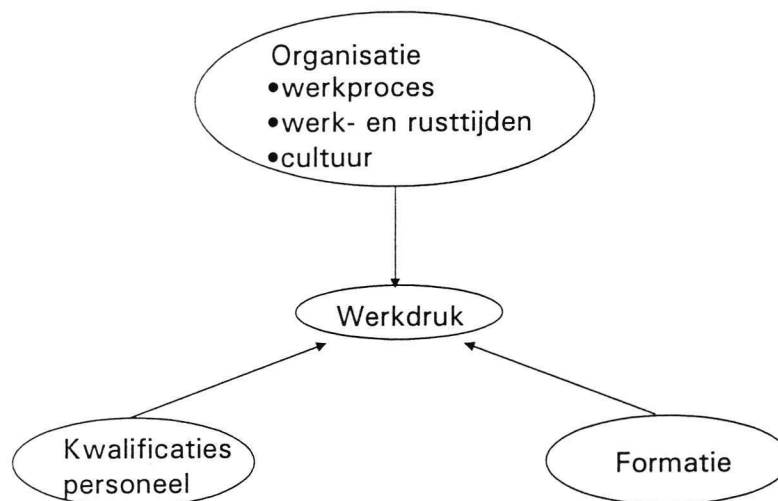 Organisatie
•werkproces
•werk- en rusttijden
•cultuur
Werkdruk
Kwalificaties
personeel
Formatie